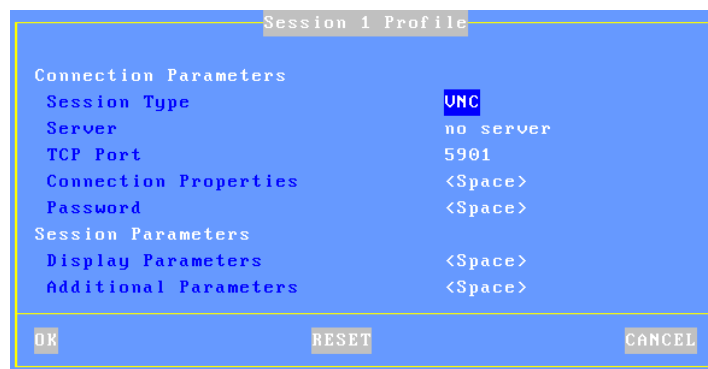 Session 1 Profile
Connection Parameters
Session Type VNC
Server no server
TCP Port 5901
Connection Properties <Space>
Password <Space>
Session Parameters
Display Parameters <Space>
Additional Parameters <Space>
OK RESET CANCEL